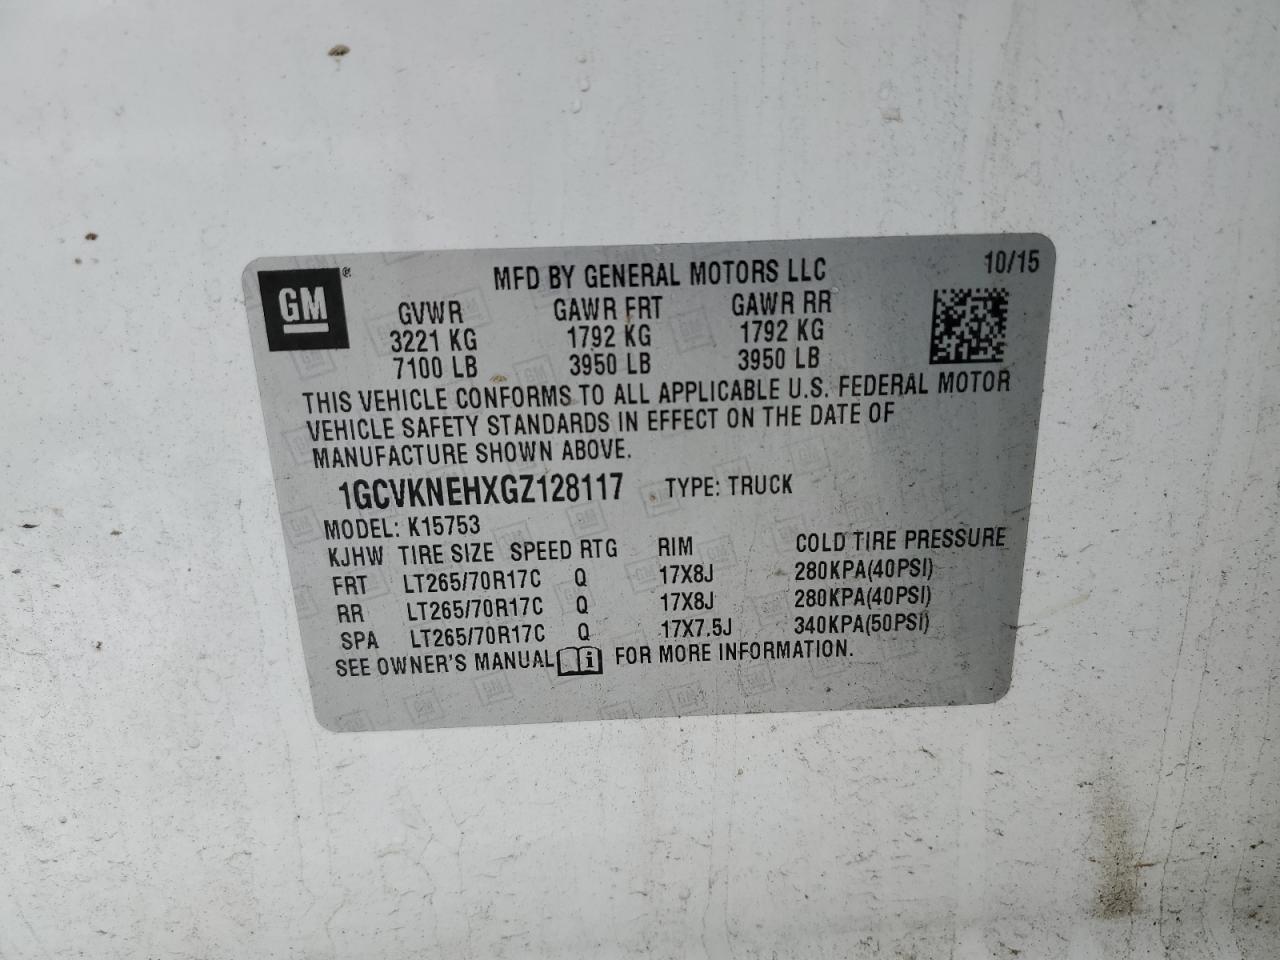 GM ®
MFD BY GENERAL MOTORS LLC 10/15
GVWR GAWR FRT GAWR RR
3221 KG 1792 KG 1792 KG
7100 LB 3950 LB 3950 LB
THIS VEHICLE CONFORMS TO ALL APPLICABLE U.S. FEDERAL MOTOR
VEHICLE SAFETY STANDARDS IN EFFECT ON THE DATE OF
MANUFACTURE SHOWN ABOVE.
1GCVKNEHXGZ128117 TYPE: TRUCK
MODEL: K15753
KJHW TIRE SIZE SPEED RTG RIM COLD TIRE PRESSURE
FRT LT265/70R17C Q 17X8J 280KPA(40PSI)
RR LT265/70R17C Q 17X8J 280KPA(40PSI)
SPA LT265/70R17C Q 17X7.5J 340KPA(50PSI)
SEE OWNER'S MANUAL i FOR MORE INFORMATION.